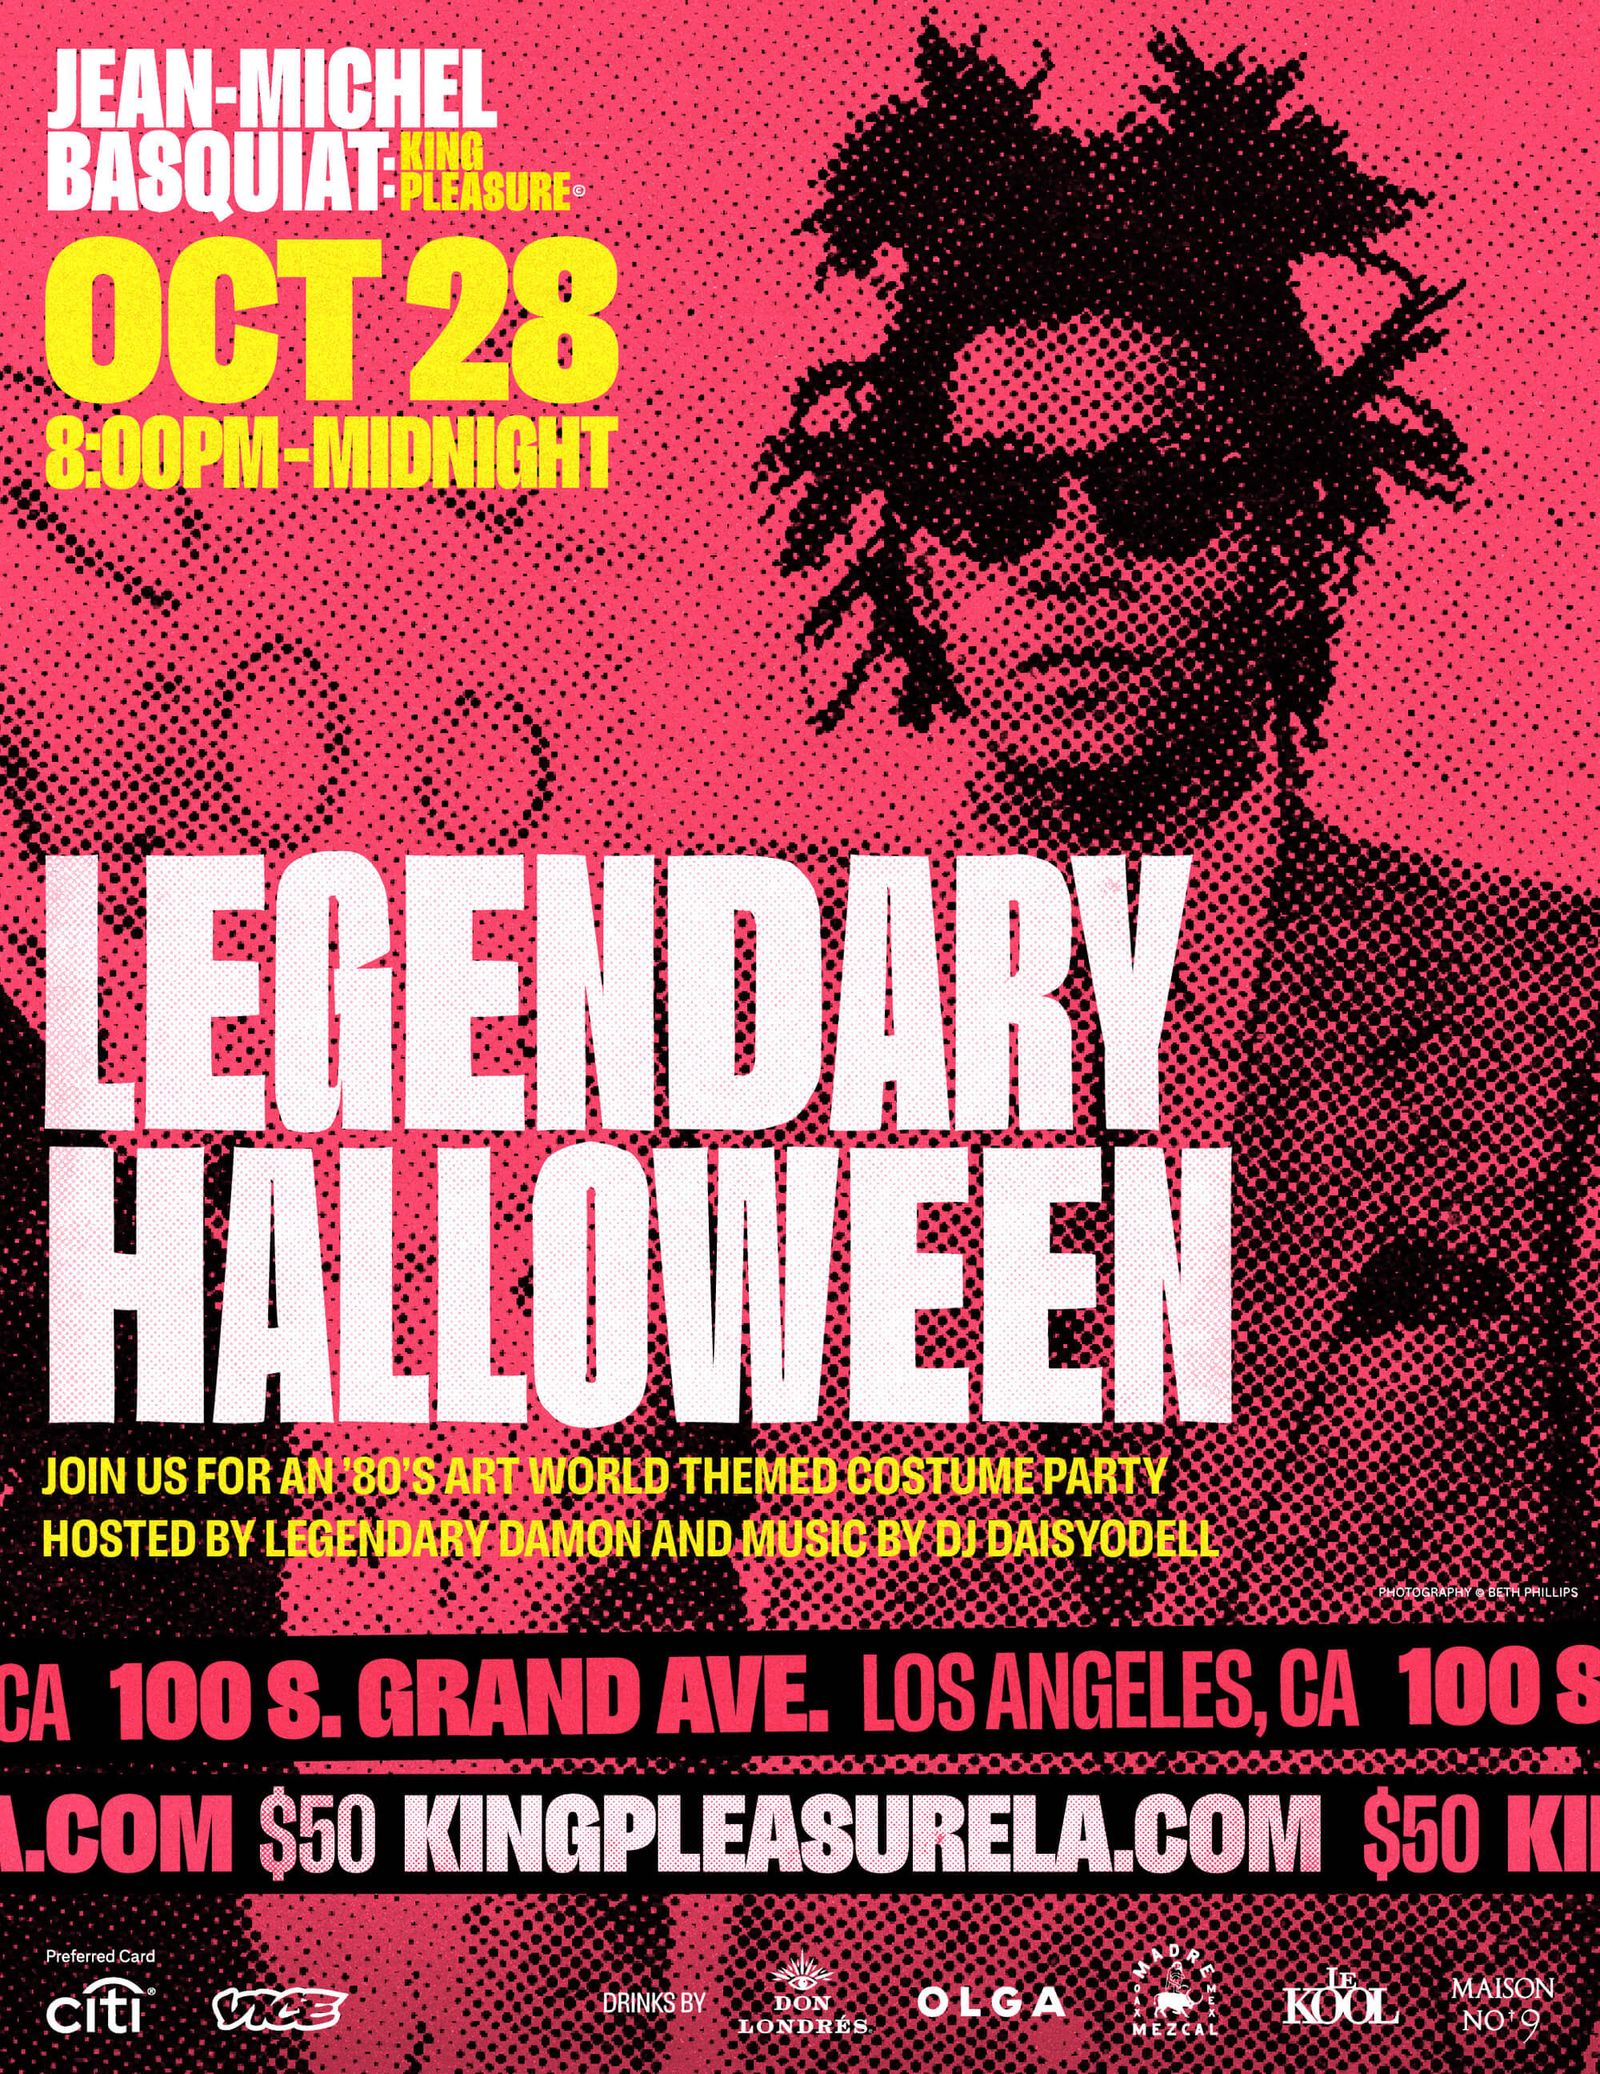 JEAN-MICHEL
BASQUIAT: KING PLEASURE©
OCT 28
8:00PM-MIDNIGHT
LEGENDARY
HALLOWEEN
JOIN US FOR AN '80'S ART WORLD THEMED COSTUME PARTY
HOSTED BY LEGENDARY DAMON AND MUSIC BY DJ DAISYODELL
PHOTOGRAPHY © BETH PHILLIPS
CA 100 S. GRAND AVE. LOS ANGELES, CA 100 S
A.COM $50 KINGPLEASURELA.COM $50 KI
Preferred Card
citi®
VICE
DRINKS BY
DON
LONDRÉS
OLGA
MADRE
OAX MEX
MEZCAL
LE
KOOL
MAISON
NO† 9